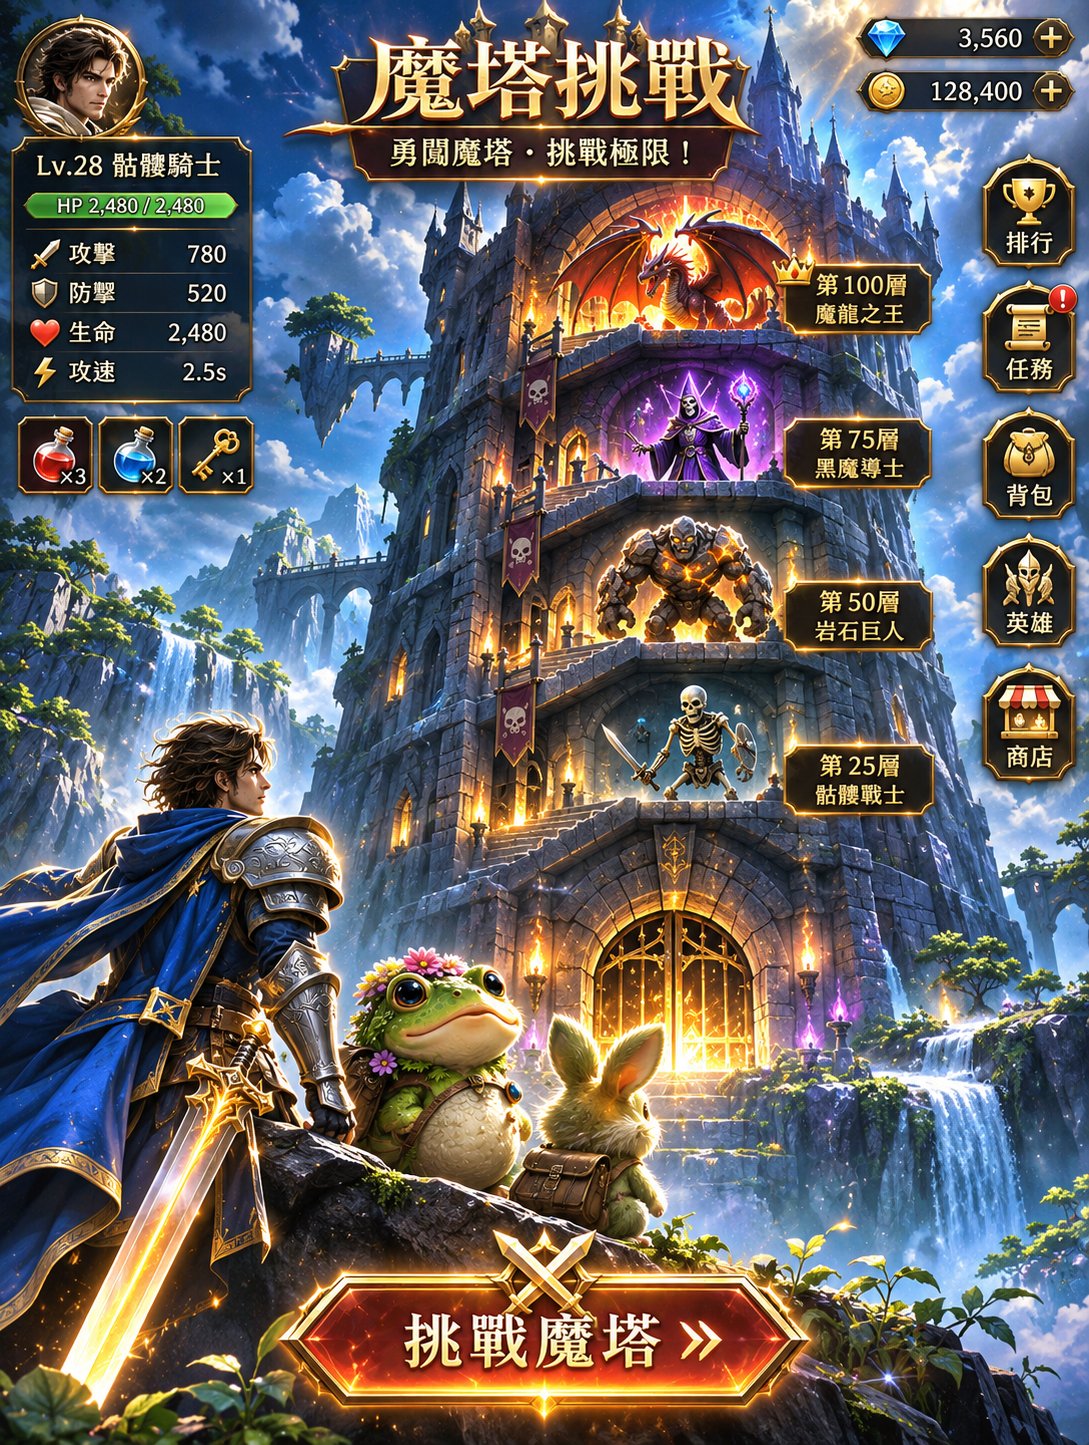 魔塔挑戰
勇闖魔塔·挑戰極限！
3,560
128,400
Lv.28 骷髏騎士
HP 2,480 / 2,480
攻擊 780
防擊 520
生命 2,480
攻速 2.5s
×3 ×2 ×1
排行
任務
背包
英雄
商店
第100層
魔龍之王
第75層
黑魔導士
第50層
岩石巨人
第25層
骷髏戰士
挑戰魔塔